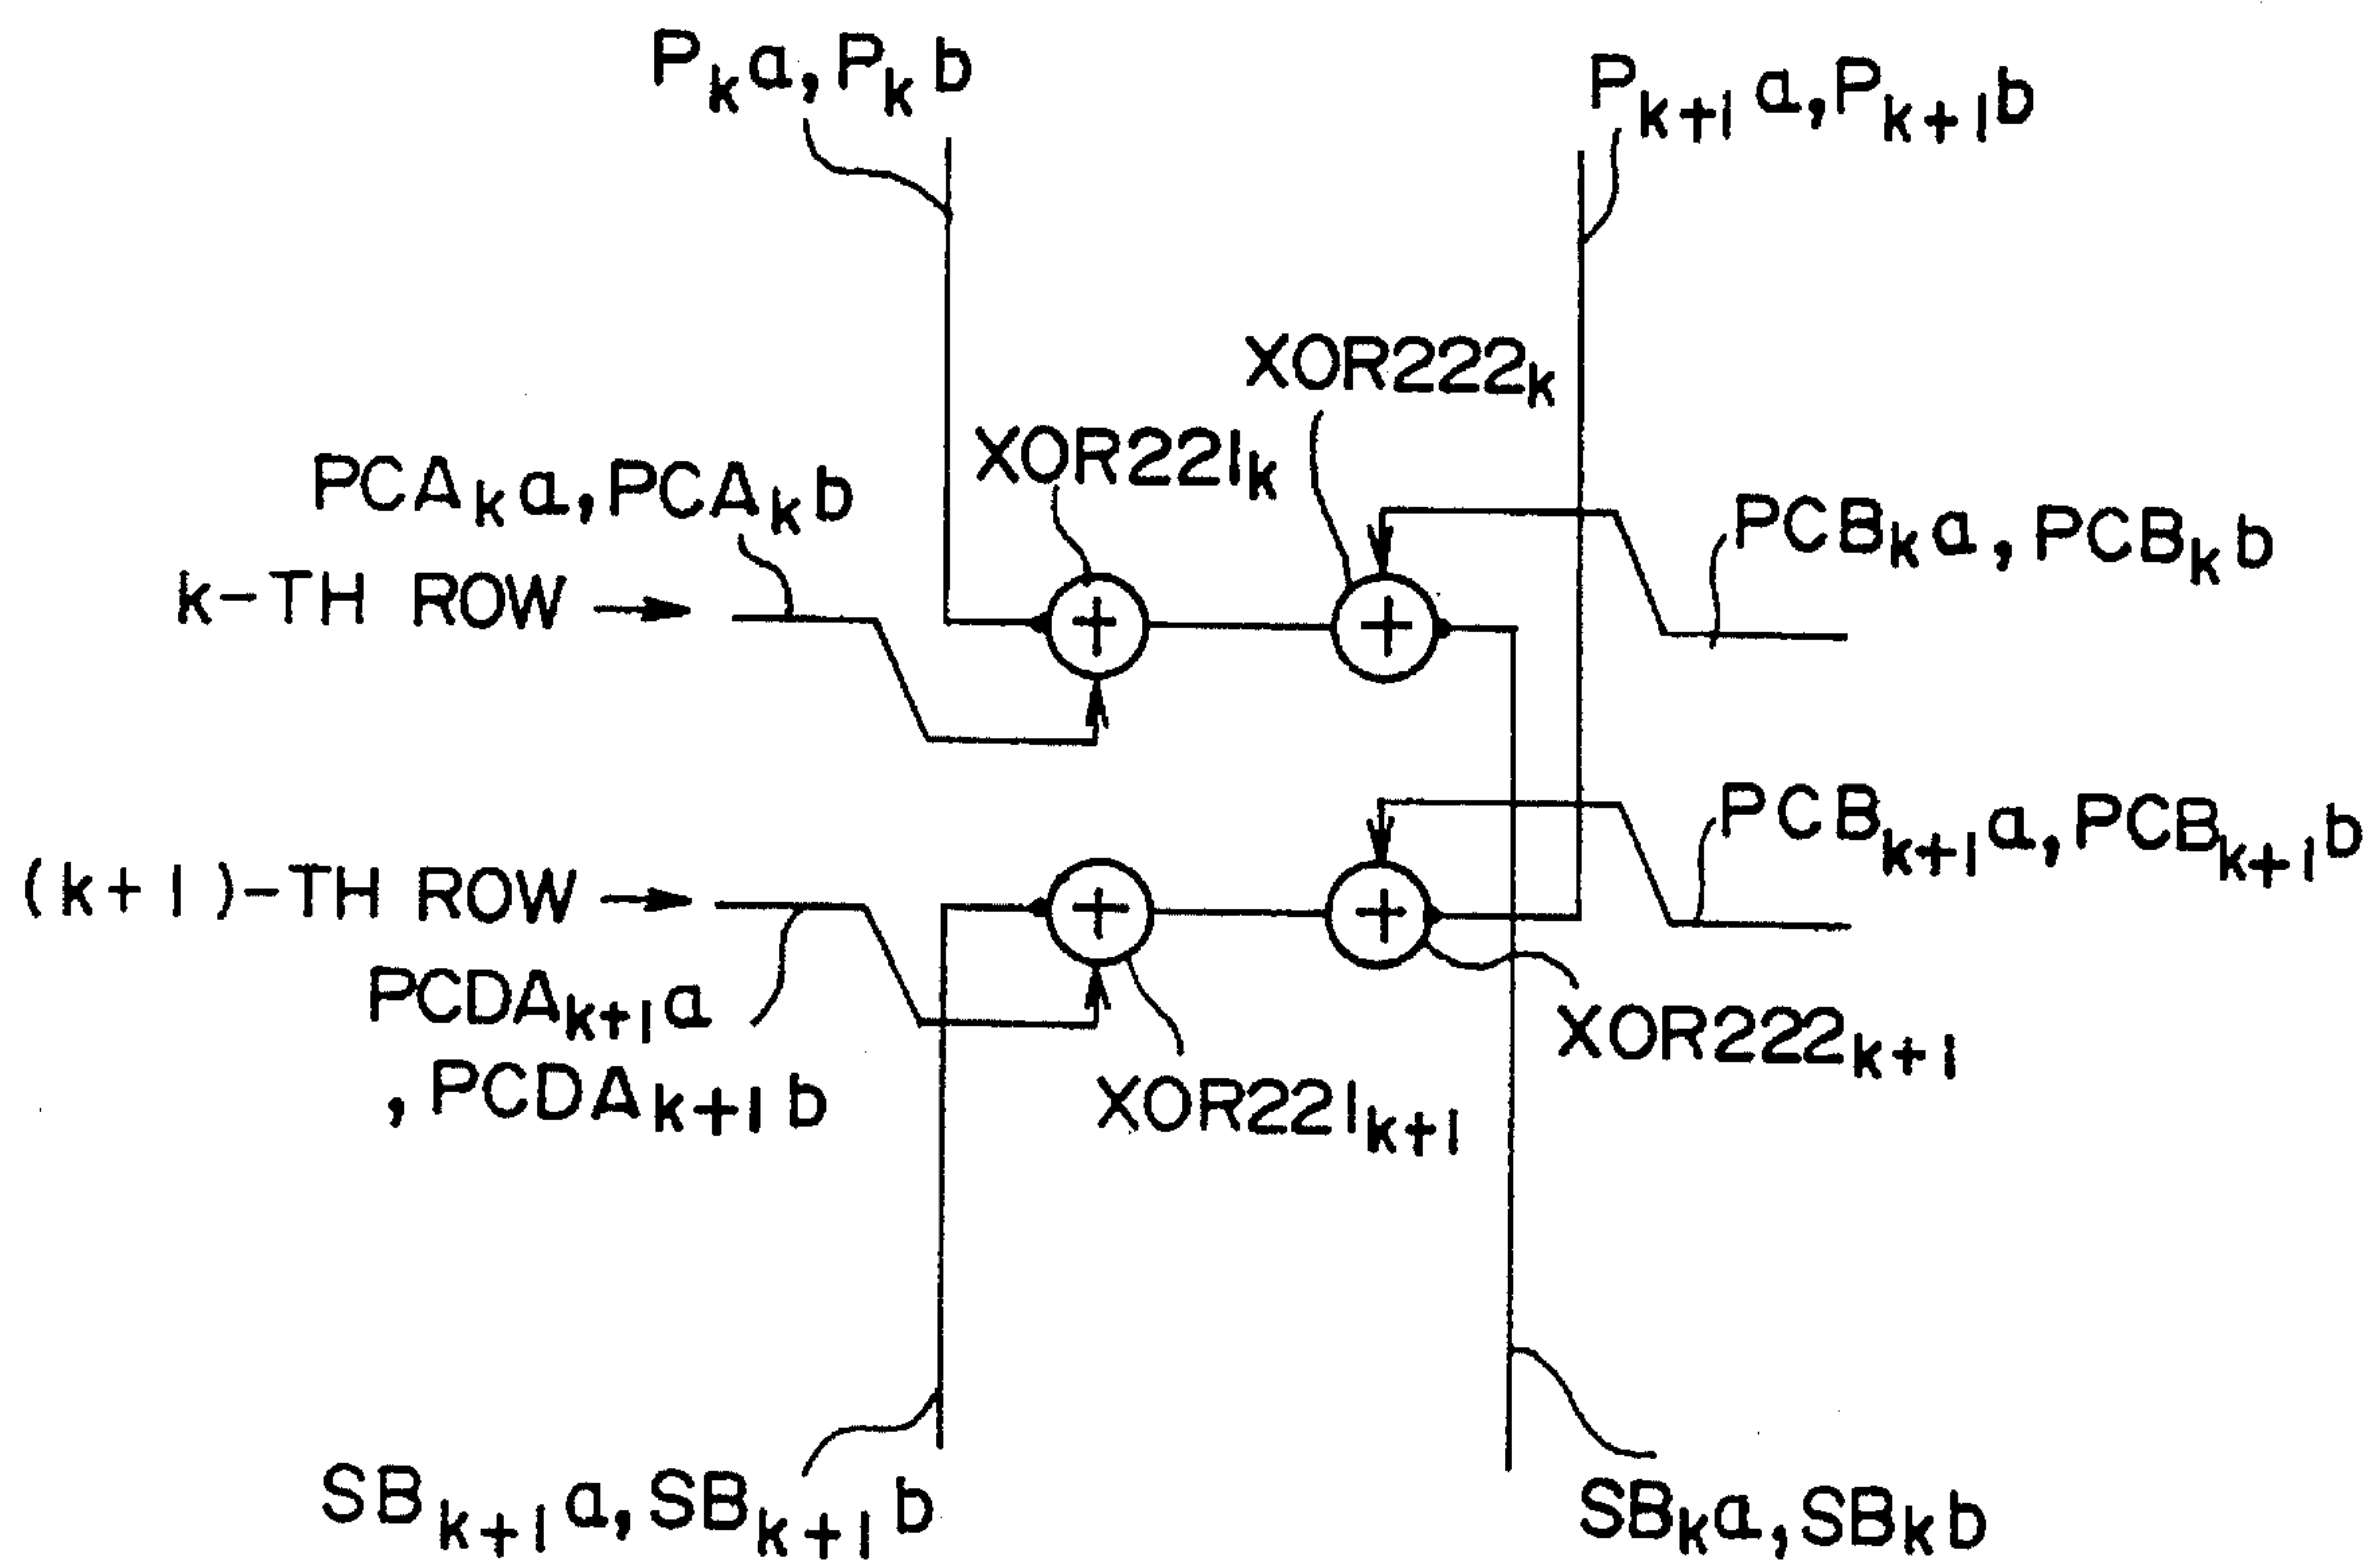 Pₖa, Pₖb
Pₖ₊₁a, Pₖ₊₁b
XOR222ₖ
XOR221ₖ
PCAₖa, PCAₖb
PCBₖa, PCBₖb
k-TH ROW
+
+
PCBₖ₊₁a, PCBₖ₊₁b
(k+1)-TH ROW
+
+
PCDAₖ₊₁a
, PCDAₖ₊₁b
XOR222ₖ₊₁
XOR221ₖ₊₁
SBₖ₊₁a, SBₖ₊₁b
SBₖa, SBₖb